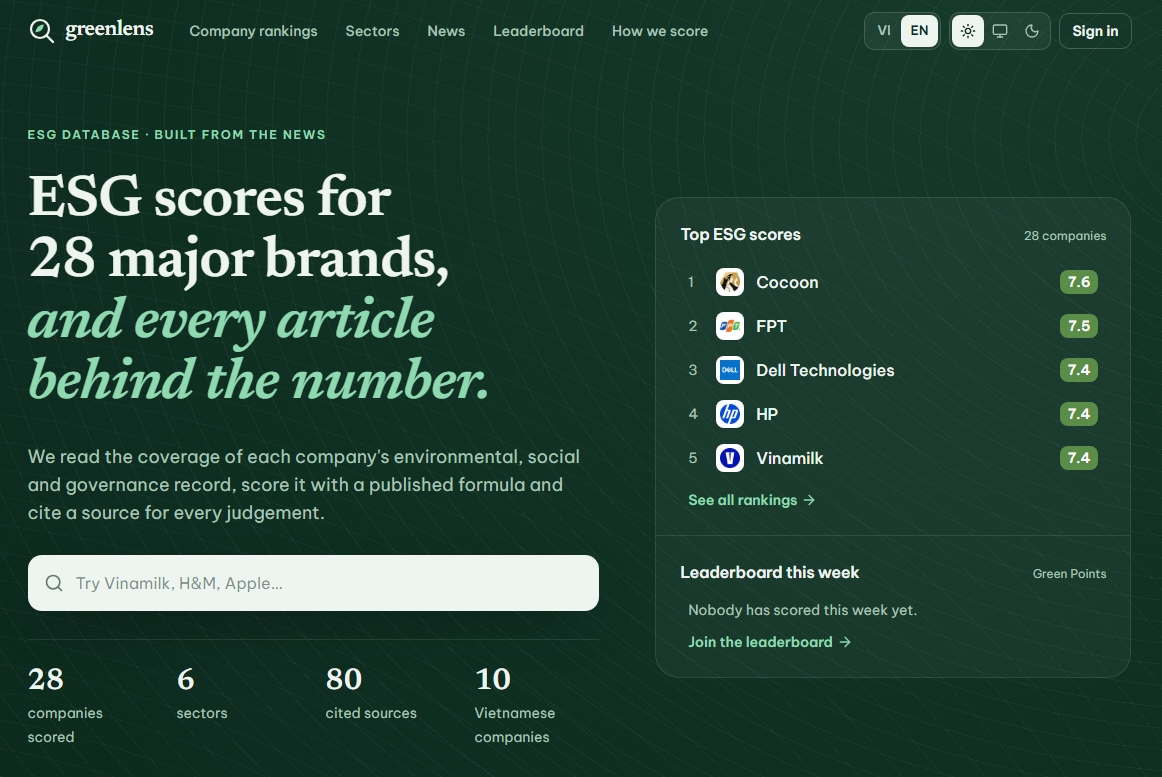 greenlens
Company rankings
Sectors
News
Leaderboard
How we score
VI
EN
Sign in
ESG DATABASE · BUILT FROM THE NEWS
ESG scores for
28 major brands,
and every article
behind the number.
We read the coverage of each company's environmental, social
and governance record, score it with a published formula and
cite a source for every judgement.
Try Vinamilk, H&M, Apple...
28
companies
scored
6
sectors
80
cited sources
10
Vietnamese
companies
Top ESG scores
28 companies
1 Cocoon 7.6
2 FPT FPT 7.5
3 DELL Dell Technologies 7.4
4 hp HP 7.4
5 V Vinamilk 7.4
See all rankings →
Leaderboard this week
Green Points
Nobody has scored this week yet.
Join the leaderboard →